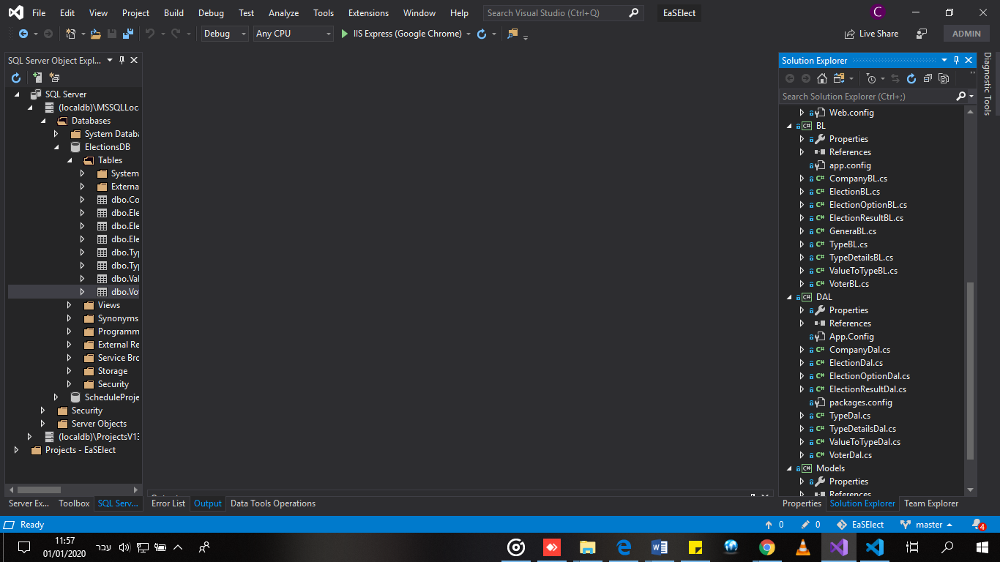 File Edit View Project Build Debug Test Analyze Tools Extensions Window Help Search Visual Studio (Ctrl+Q) EaSElect C
Debug Any CPU IIS Express (Google Chrome) Live Share ADMIN
SQL Server Object Expl...
SQL Server
(localdb)\MSSQLLoc
Databases
System Databa
ElectionsDB
Tables
System
Externa
dbo.Co
dbo.Ele
dbo.Ele
dbo.Ele
dbo.Typ
dbo.Typ
dbo.Val
dbo.Vo
Views
Synonyms
Programm
External Re
Service Bro
Storage
Security
ScheduleProje
Security
Server Objects
(localdb)\ProjectsV13
Projects - EaSElect
Server Ex... Toolbox SQL Serv...
Error List Output Data Tools Operations
Solution Explorer
Search Solution Explorer (Ctrl+;)
Web.config
BL
Properties
References
app.config
CompanyBL.cs
ElectionBL.cs
ElectionOptionBL.cs
ElectionResultBL.cs
GeneraBL.cs
TypeBL.cs
TypeDetailsBL.cs
ValueToTypeBL.cs
VoterBL.cs
DAL
Properties
References
App.Config
CompanyDal.cs
ElectionDal.cs
ElectionOptionDal.cs
ElectionResultDal.cs
packages.config
TypeDal.cs
TypeDetailsDal.cs
ValueToTypeDal.cs
VoterDal.cs
Models
Properties
References
Properties Solution Explorer Team Explorer
Diagnostic Tools
Ready 0 0 EaSElect master 4
11:57
01/01/2020
עבר